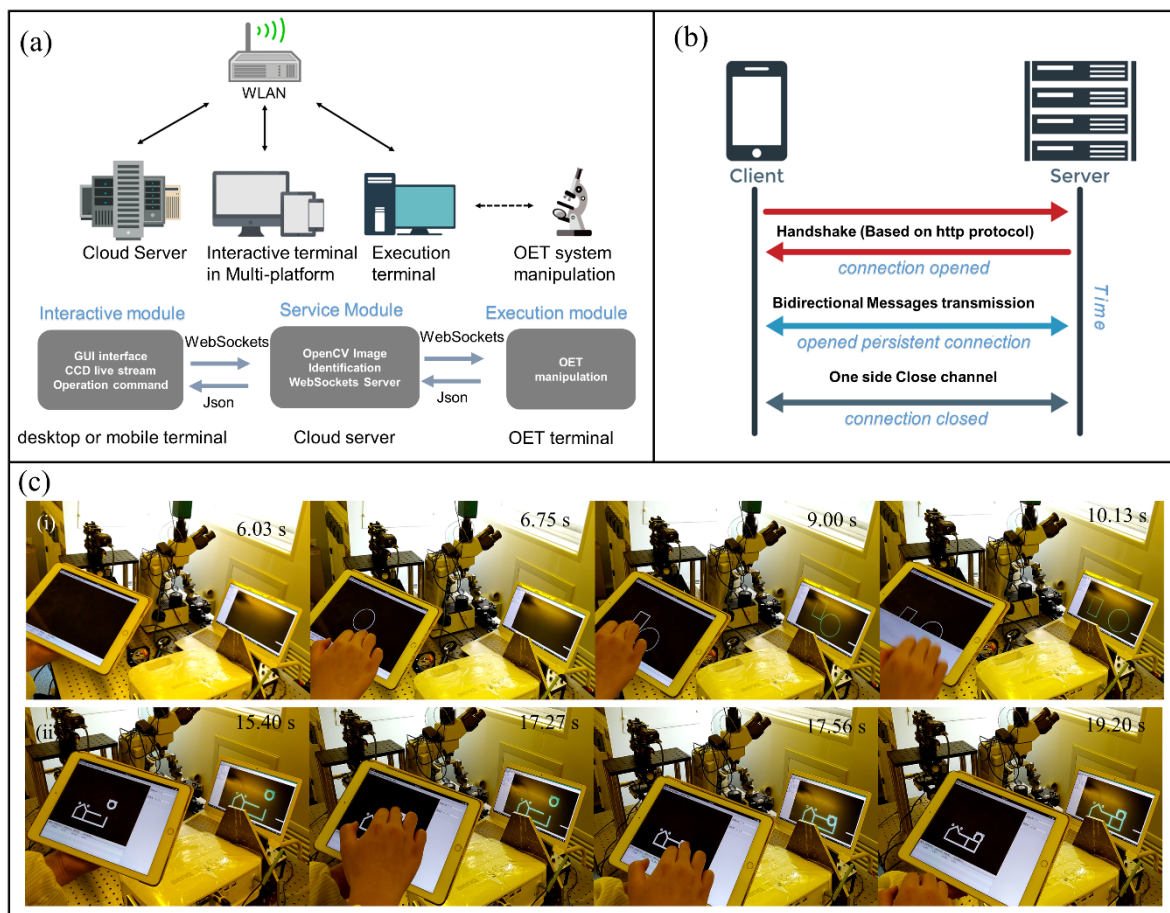 (a)
WLAN
Cloud Server
Interactive terminal
in Multi-platform
Execution
terminal
OET system
manipulation
Interactive module
Service Module
Execution module
GUI interface
CCD live stream
Operation command
WebSockets
Json
OpenCV Image
Identification
WebSockets Server
WebSockets
Json
OET
manipulation
desktop or mobile terminal
Cloud server
OET terminal
(b)
Client
Server
Handshake (Based on http protocol)
connection opened
Bidirectional Messages transmission
opened persistent connection
One side Close channel
connection closed
Time
(c)
(i)
6.03 s
6.75 s
9.00 s
10.13 s
(ii)
15.40 s
17.27 s
17.56 s
19.20 s